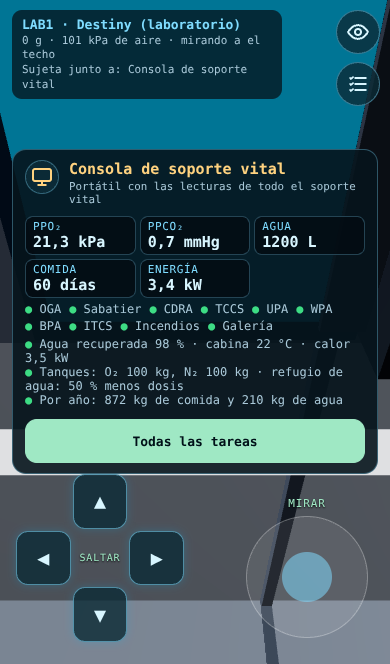 LAB1 · Destiny (laboratorio)
0 g · 101 kPa de aire · mirando a el
techo
Sujeta junto a: Consola de soporte
vital
Consola de soporte vital
Portátil con las lecturas de todo el soporte
vital
PPO₂
21,3 kPa
PPCO₂
0,7 mmHg
AGUA
1200 L
COMIDA
60 días
ENERGÍA
3,4 kW
● OGA ● Sabatier ● CDRA ● TCCS ● UPA ● WPA
● BPA ● ITCS ● Incendios ● Galería
● Agua recuperada 98 % · cabina 22 °C · calor
3,5 kW
● Tanques: O₂ 100 kg, N₂ 100 kg · refugio de
agua: 50 % menos dosis
● Por año: 872 kg de comida y 210 kg de agua
Todas las tareas
MIRAR
SALTAR